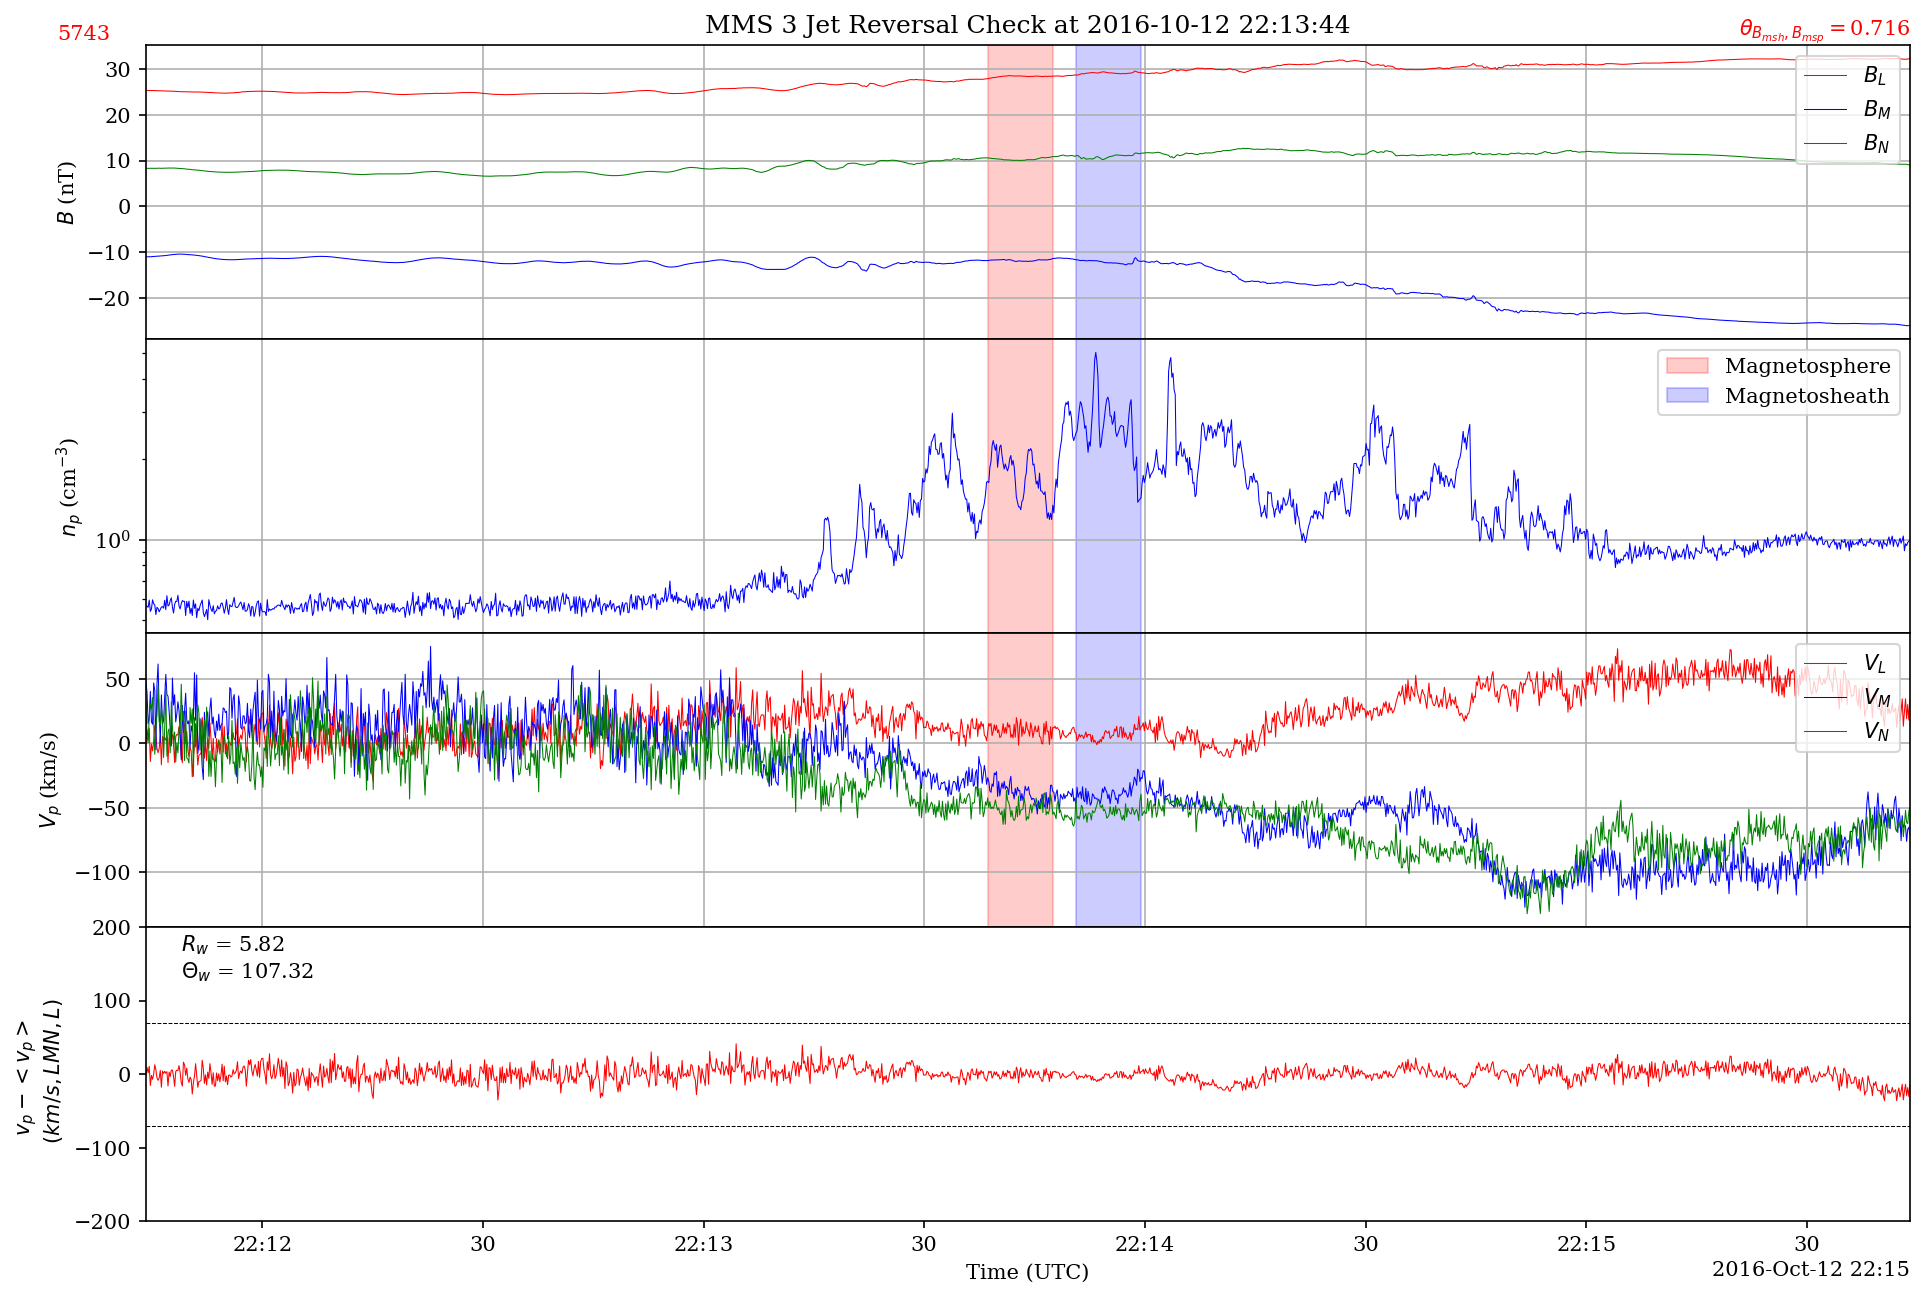 MMS 3 Jet Reversal Check at 2016-10-12 22:13:44
5743
θ_{B_{msh}, B_{msp}} = 0.716
30
20
10
0
−10
−20
B (nT)
B_L
B_M
B_N
10⁰
n_p (cm⁻³)
Magnetosphere
Magnetosheath
50
0
−50
−100
V_p (km/s)
V_L
V_M
V_N
200
100
0
−100
−200
v_p − < v_p >
(km/s, LMN, L)
R_w = 5.82
Θ_w = 107.32
22:12
30
22:13
30
22:14
30
22:15
30
Time (UTC)
2016-Oct-12 22:15